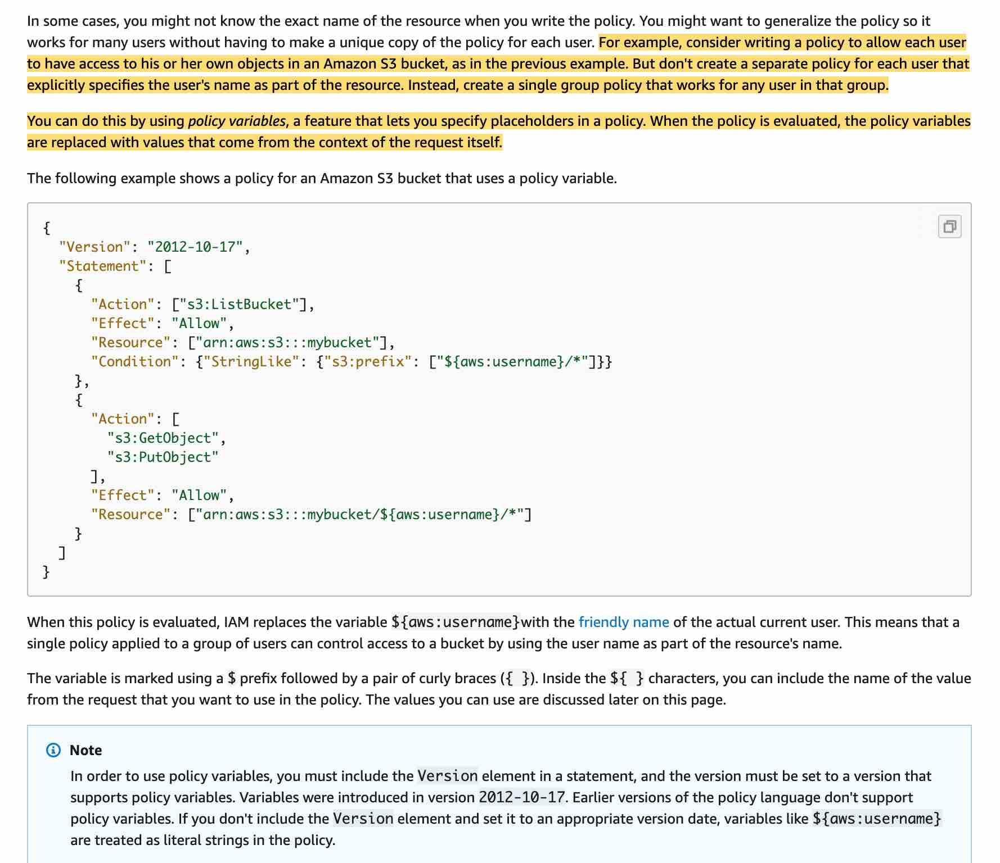 In some cases, you might not know the exact name of the resource when you write the policy. You might want to generalize the policy so it
works for many users without having to make a unique copy of the policy for each user. For example, consider writing a policy to allow each user
to have access to his or her own objects in an Amazon S3 bucket, as in the previous example. But don't create a separate policy for each user that
explicitly specifies the user's name as part of the resource. Instead, create a single group policy that works for any user in that group.
You can do this by using policy variables, a feature that lets you specify placeholders in a policy. When the policy is evaluated, the policy variables
are replaced with values that come from the context of the request itself.
The following example shows a policy for an Amazon S3 bucket that uses a policy variable.
{
  "Version": "2012-10-17",
  "Statement": [
    {
      "Action": ["s3:ListBucket"],
      "Effect": "Allow",
      "Resource": ["arn:aws:s3:::mybucket"],
      "Condition": {"StringLike": {"s3:prefix": ["${aws:username}/*"]}}
    },
    {
      "Action": [
        "s3:GetObject",
        "s3:PutObject"
      ],
      "Effect": "Allow",
      "Resource": ["arn:aws:s3:::mybucket/${aws:username}/*"]
    }
  ]
}
When this policy is evaluated, IAM replaces the variable ${aws:username}with the friendly name of the actual current user. This means that a
single policy applied to a group of users can control access to a bucket by using the user name as part of the resource's name.
The variable is marked using a $ prefix followed by a pair of curly braces ({ }). Inside the ${ } characters, you can include the name of the value
from the request that you want to use in the policy. The values you can use are discussed later on this page.
Note
In order to use policy variables, you must include the Version element in a statement, and the version must be set to a version that
supports policy variables. Variables were introduced in version 2012-10-17. Earlier versions of the policy language don't support
policy variables. If you don't include the Version element and set it to an appropriate version date, variables like ${aws:username}
are treated as literal strings in the policy.